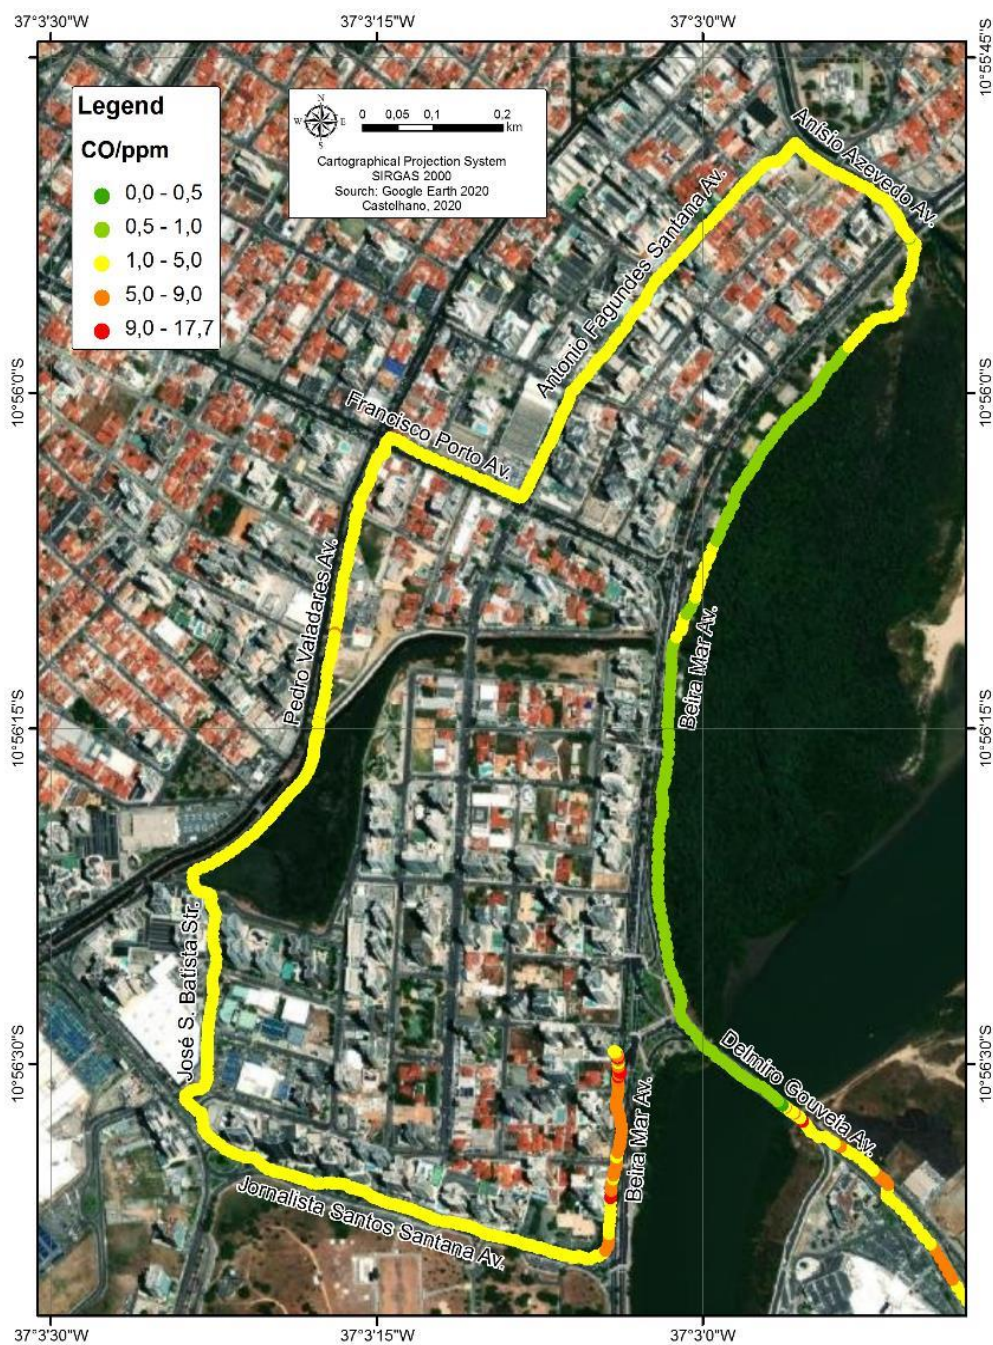 37°3'30"W 37°3'15"W 37°3'0"W
10°55'45"S
Legend
CO/ppm
0,0 - 0,5
0,5 - 1,0
1,0 - 5,0
5,0 - 9,0
9,0 - 17,7
N
W E
S
0 0,05 0,1 0,2
km
Cartographical Projection System
SIRGAS 2000
Sourch: Google Earth 2020
Castelhano, 2020
Anísio Azevedo Av.
Antonio Fagundes Santana Av.
10°56'0"S 10°56'0"S
Francisco Porto Av.
Pedro Valadares Av.
Beira Mar Av.
10°56'15"S 10°56'15"S
José S. Batista Str.
10°56'30"S 10°56'30"S
Delmiro Gouveia Av.
Beira Mar Av.
Jornalista Santos Santana Av.
37°3'30"W 37°3'15"W 37°3'0"W